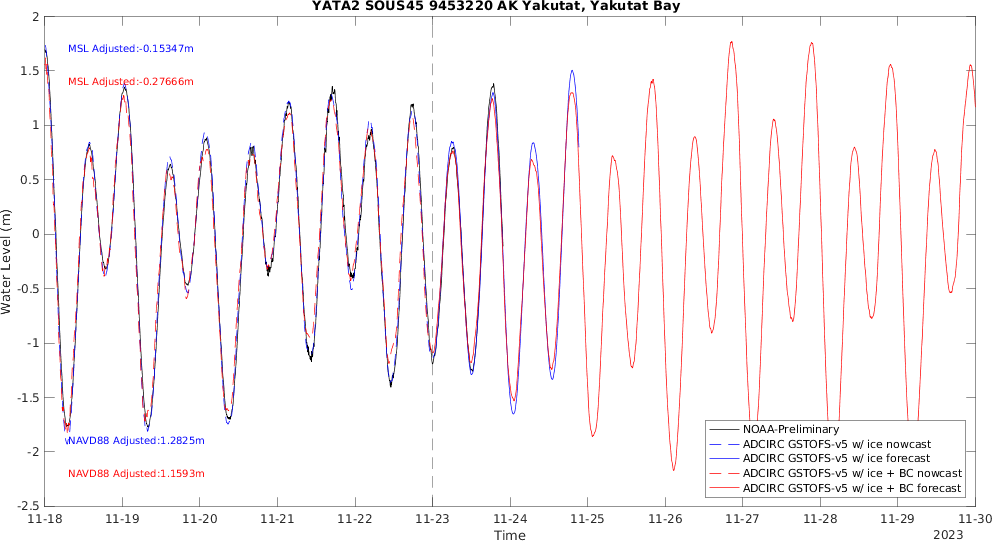 YATA2 SOUS45 9453220 AK Yakutat, Yakutat Bay
MSL Adjusted:-0.15347m
MSL Adjusted:-0.27666m
NAVD88 Adjusted:1.2825m
NAVD88 Adjusted:1.1593m
Water Level (m)
2
1.5
1
0.5
0
-0.5
-1
-1.5
-2
-2.5
NOAA-Preliminary
ADCIRC GSTOFS-v5 w/ ice nowcast
ADCIRC GSTOFS-v5 w/ ice forecast
ADCIRC GSTOFS-v5 w/ ice + BC nowcast
ADCIRC GSTOFS-v5 w/ ice + BC forecast
11-18 11-19 11-20 11-21 11-22 11-23 11-24 11-25 11-26 11-27 11-28 11-29 11-30
Time
2023